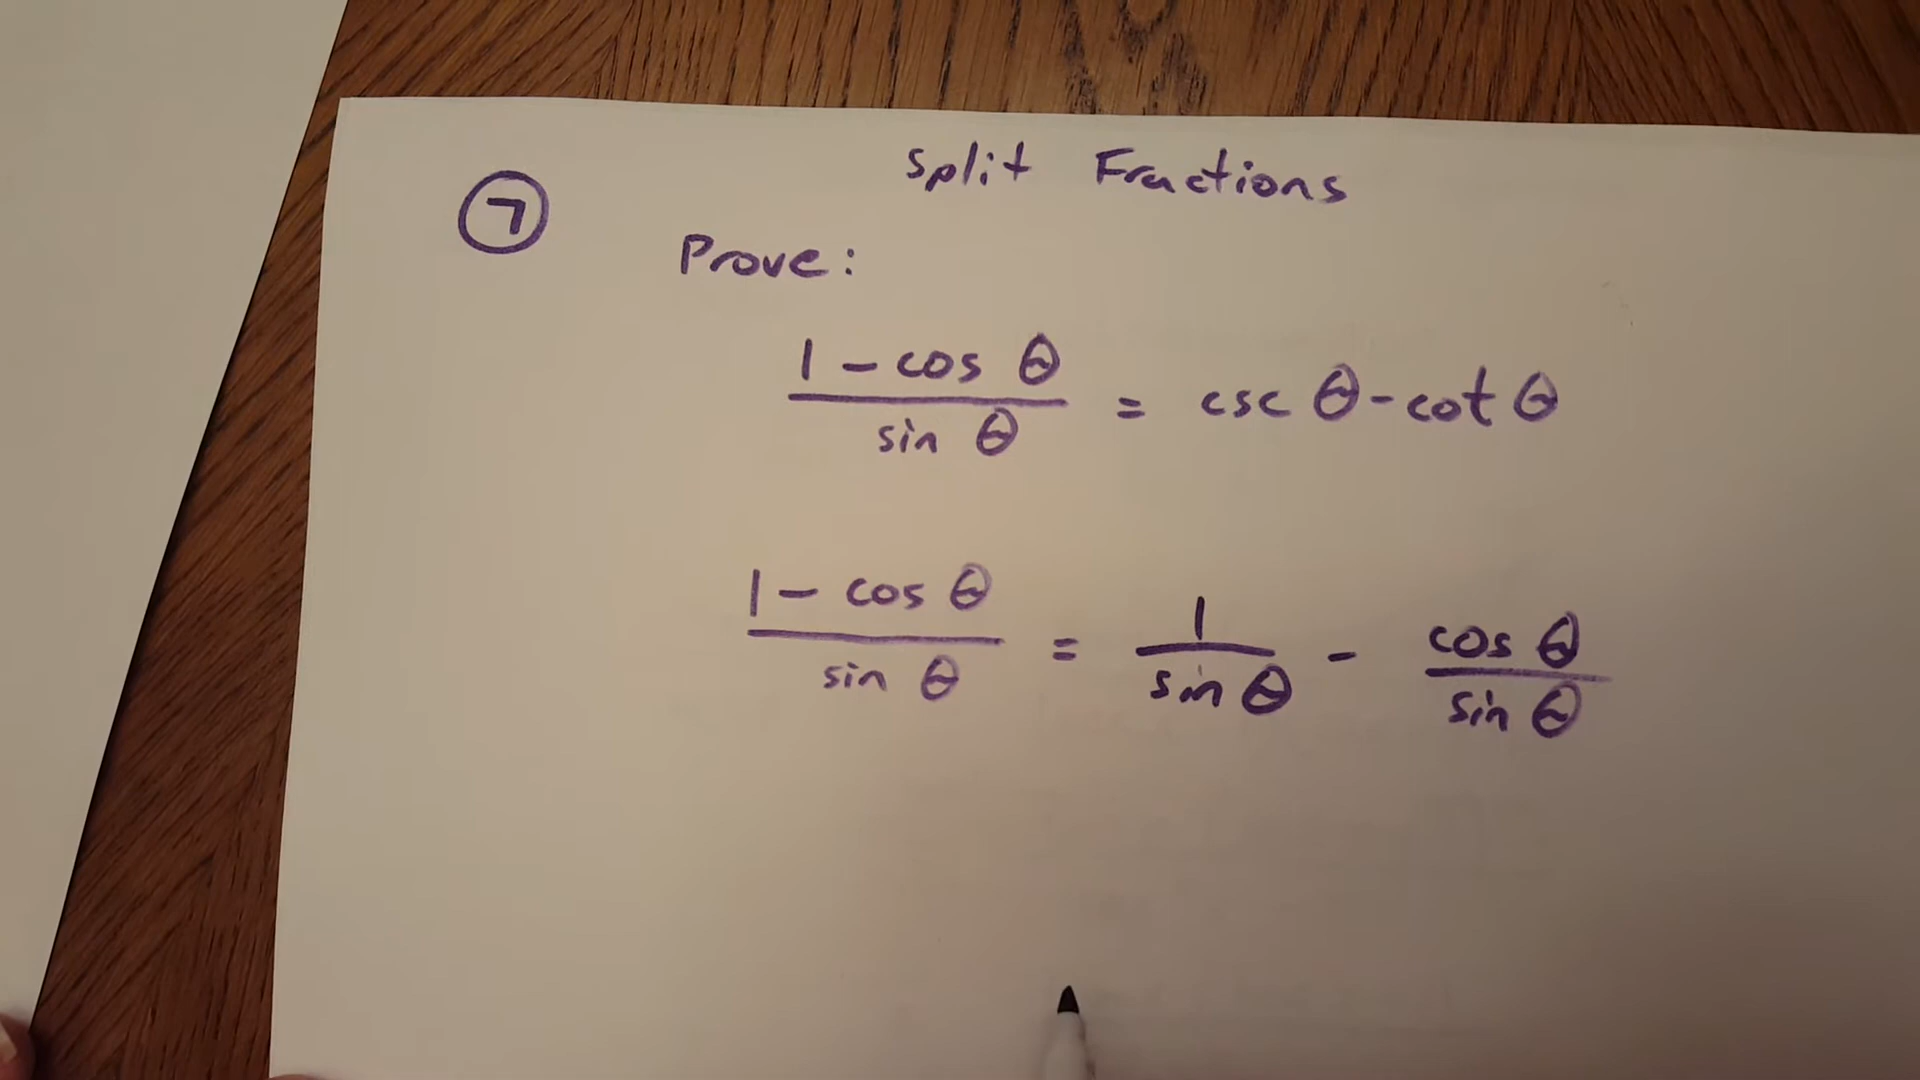 Split Fractions
7
Prove:
(1 - cos θ)/(sin θ) = csc θ - cot θ
(1 - cos θ)/(sin θ) = 1/(sin θ) - (cos θ)/(sin θ)